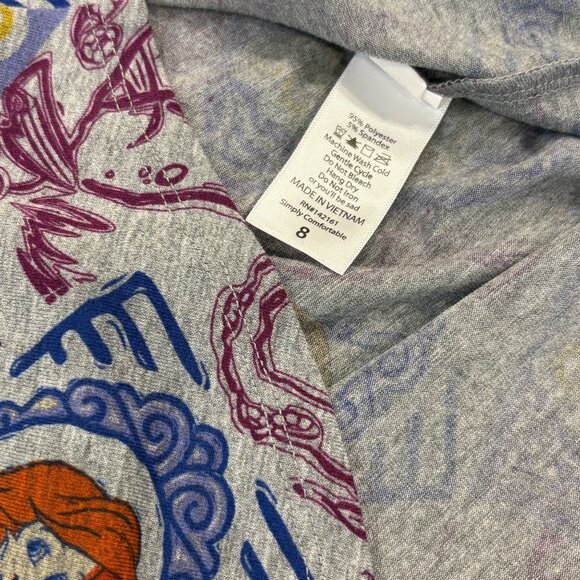 95% Polyester
5% Spandex
Machine Wash Cold
Gentle Cycle
Do Not Bleach
Hang Dry
Do Not Iron
or you'll be sad
MADE IN VIETNAM
RN#142161
Simply Comfortable
8